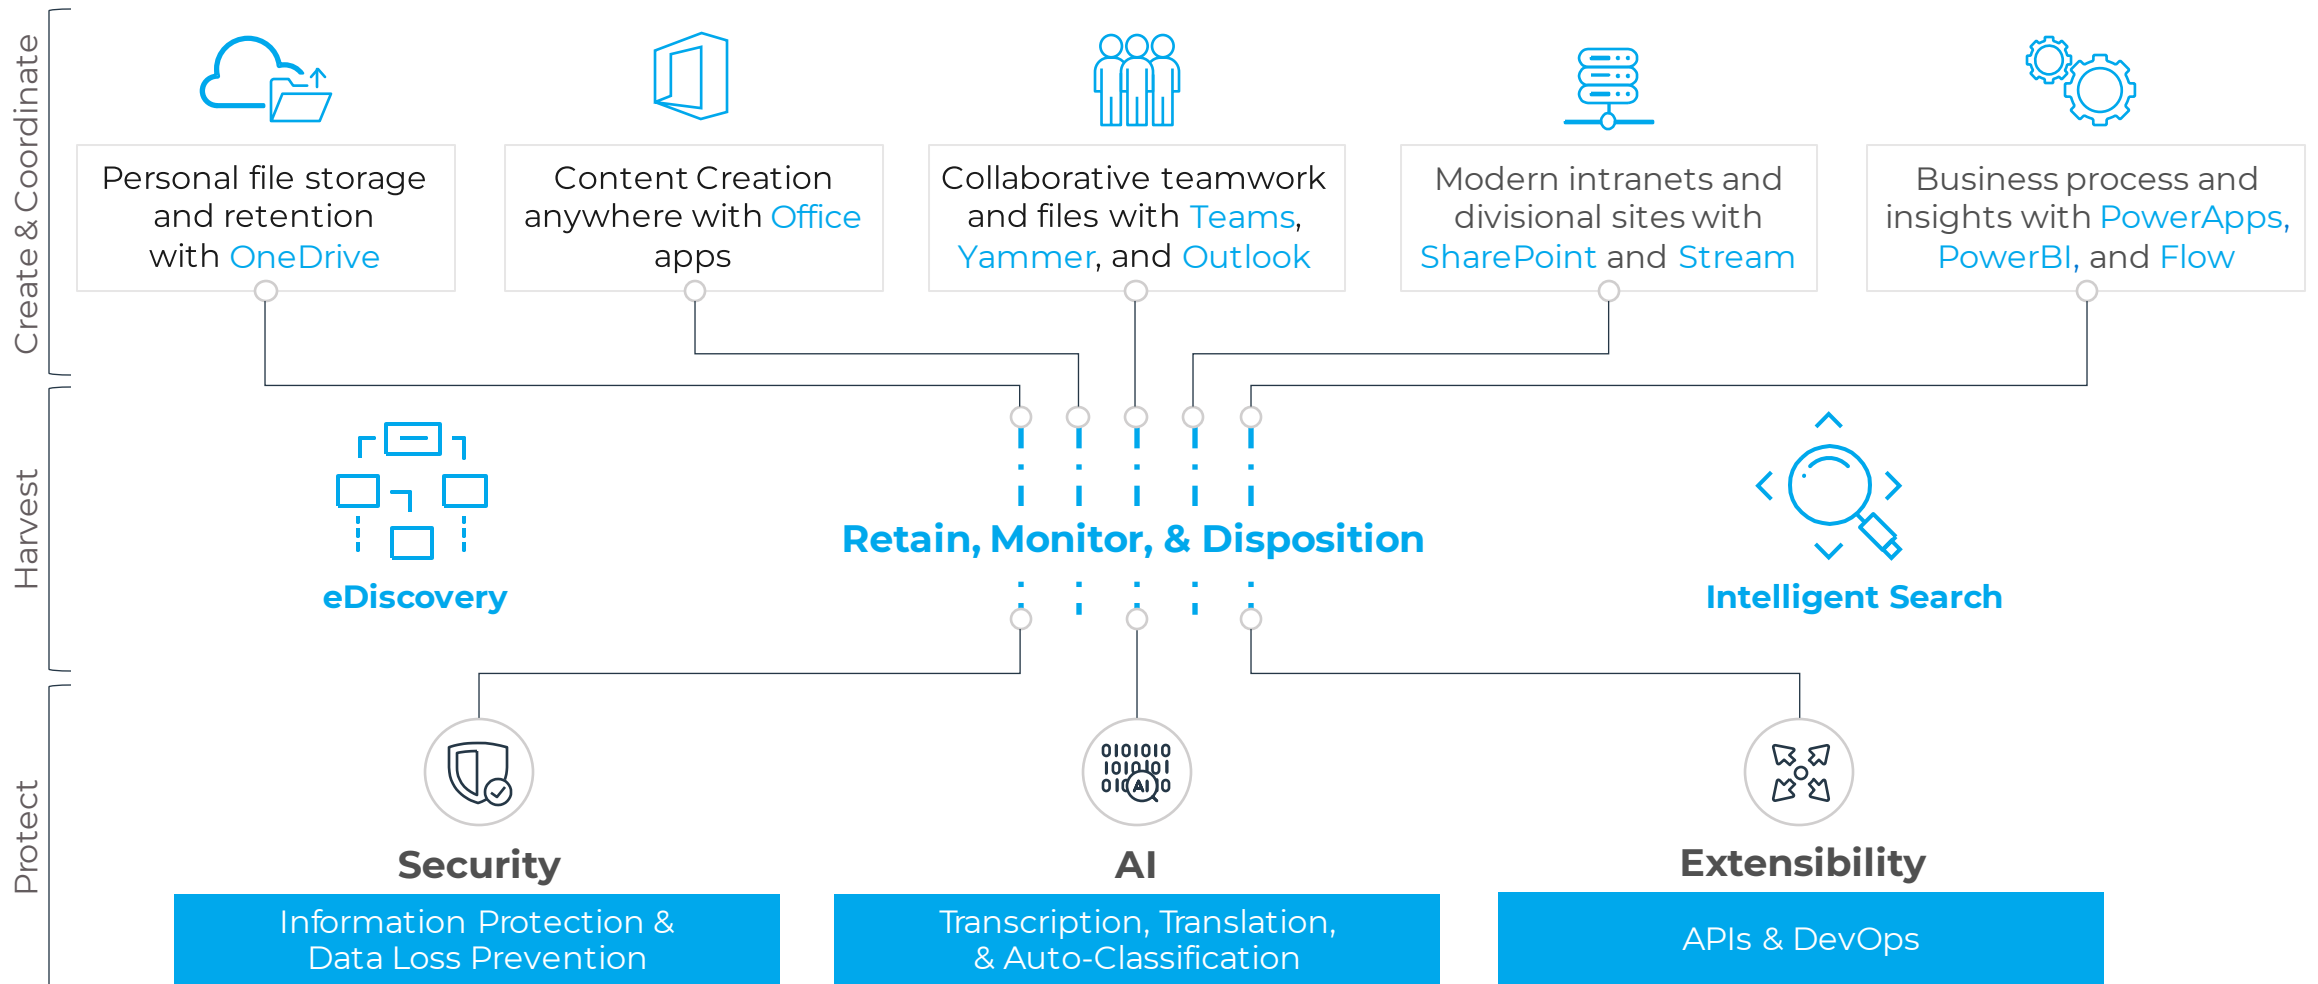 Create & Coordinate
Personal file storage
and retention
with OneDrive
Content Creation
anywhere with Office
apps
Collaborative teamwork
and files with Teams,
Yammer, and Outlook
Modern intranets and
divisional sites with
SharePoint and Stream
Business process and
insights with PowerApps,
PowerBI, and Flow
Harvest
eDiscovery
Retain, Monitor, & Disposition
Intelligent Search
Protect
Security
Information Protection &
Data Loss Prevention
0101010
AI
AI
Transcription, Translation,
& Auto-Classification
Extensibility
APIs & DevOps